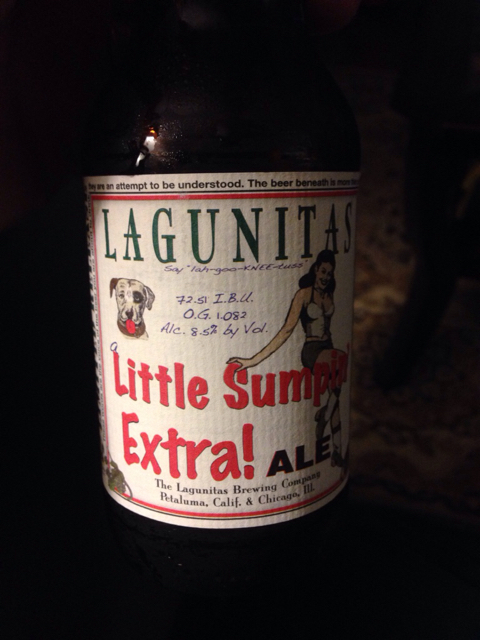 are an attempt to be understood. The beer beneath is more
LAGUNITAS
Say "lah-goo-KNEE-tuss"
72.51 I.B.U.
O.G. 1.082
Alc. 8.5% by Vol.
a
Little Sumpin'
Extra! ALE
The Lagunitas Brewing Company
Petaluma, Calif. & Chicago, Ill.